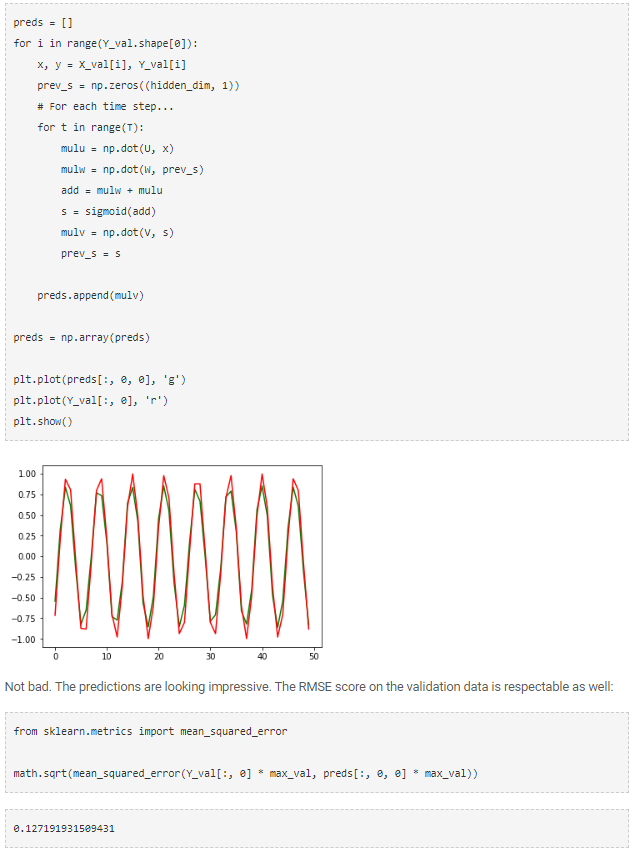 preds = []
for i in range(Y_val.shape[0]):
    x, y = X_val[i], Y_val[i]
    prev_s = np.zeros((hidden_dim, 1))
    # For each time step...
    for t in range(T):
        mulu = np.dot(U, x)
        mulw = np.dot(W, prev_s)
        add = mulw + mulu
        s = sigmoid(add)
        mulv = np.dot(V, s)
        prev_s = s
    preds.append(mulv)
preds = np.array(preds)
plt.plot(preds[:, 0, 0], 'g')
plt.plot(Y_val[:, 0], 'r')
plt.show()
1.00
0.75
0.50
0.25
0.00
−0.25
−0.50
−0.75
−1.00
0 10 20 30 40 50
Not bad. The predictions are looking impressive. The RMSE score on the validation data is respectable as well:
from sklearn.metrics import mean_squared_error
math.sqrt(mean_squared_error(Y_val[:, 0] * max_val, preds[:, 0, 0] * max_val))
0.127191931509431